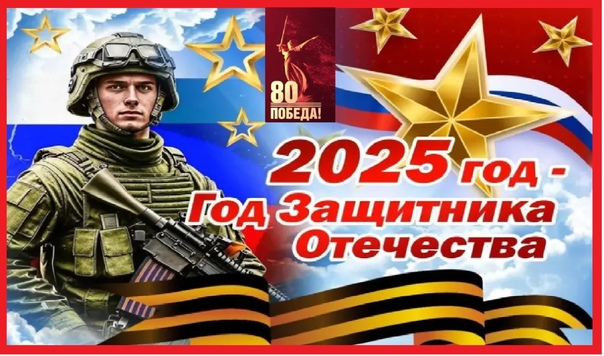 80
ПОБЕДА!
2025 год -
Год Защитника
Отечества